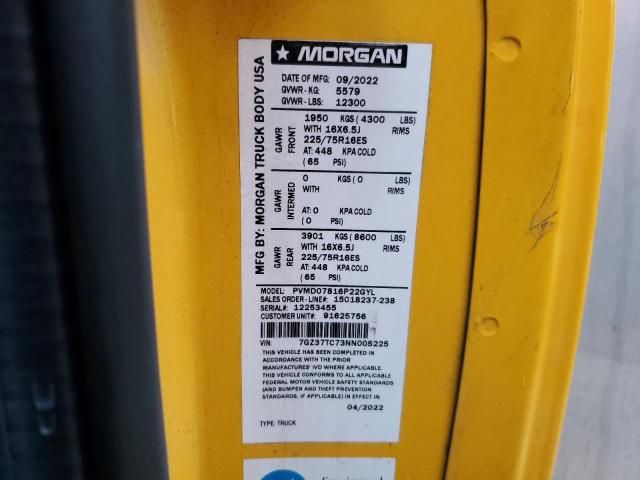 ★ MORGAN
MFG BY: MORGAN TRUCK BODY USA
DATE OF MFG: 09/2022
GVWR - KG: 5579
GVWR - LBS: 12300
GAWR FRONT
1950 KGS ( 4300 LBS)
WITH 16X6.5J RIMS
225/75R16ES
AT: 448 KPA COLD
( 65 PSI)
GAWR INTERMED
0 KGS ( 0 LBS)
WITH RIMS
AT: 0 KPA COLD
( 0 PSI)
GAWR REAR
3901 KGS ( 8600 LBS)
WITH 16X6.5J RIMS
225/75R16ES
AT: 448 KPA COLD
( 65 PSI)
MODEL: PVMD07816P22GYL
SALES ORDER - LINE#: 15018237-238
SERIAL#: 12253455
CUSTOMER UNIT#: 91625756
VIN: 7GZ37TC73NN005225
THIS VEHICLE HAS BEEN COMPLETED IN
ACCORDANCE WITH THE PRIOR
MANUFACTURES' IVD WHERE APPLICABLE.
THIS VEHICLE CONFORMS TO ALL APPLICABLE
FEDERAL MOTOR VEHICLE SAFETY STANDARDS
(AND BUMPER AND THEFT PREVENTION
STANDARDS, IF APPLICABLE) IN EFFECT IN:
04/2022
TYPE: TRUCK